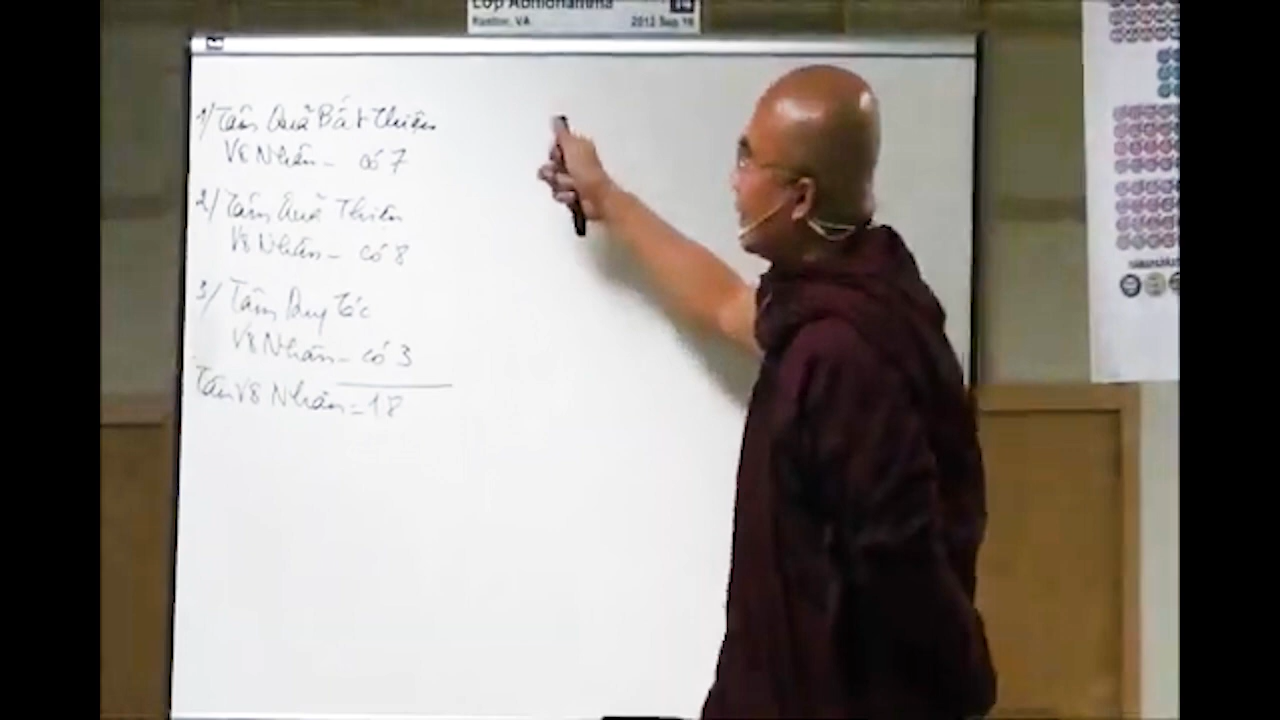 Lớp Abhidhamma
Reston, VA 2012 Sep 16
1/ Tâm Quả Bất Thiện
Vô Nhân - có 7
2/ Tâm Quả Thiện
Vô Nhân - có 8
3/ Tâm Duy Tác
Vô Nhân - có 3
Tâm Vô Nhân = 18